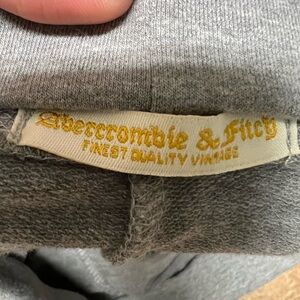 Abercrombie & Fitch
FINEST QUALITY VINTAGE